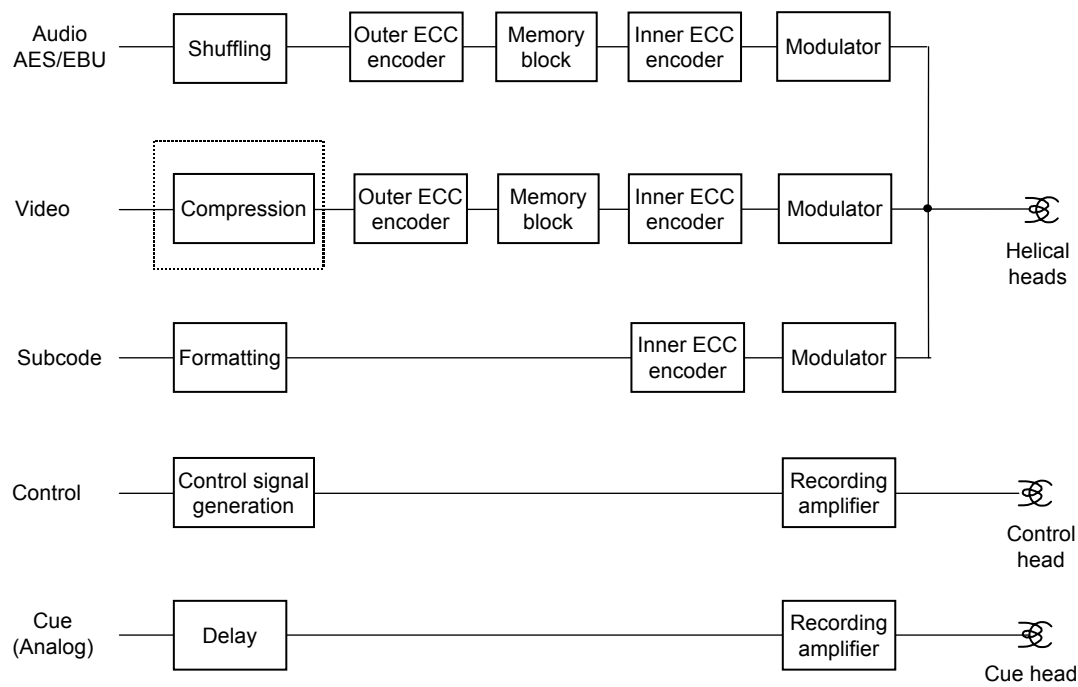 Audio
AES/EBU
Shuffling
Outer ECC
encoder
Memory
block
Inner ECC
encoder
Modulator
Video
Compression
Outer ECC
encoder
Memory
block
Inner ECC
encoder
Modulator
Helical
heads
Subcode
Formatting
Inner ECC
encoder
Modulator
Control
Control signal
generation
Recording
amplifier
Control
head
Cue
(Analog)
Delay
Recording
amplifier
Cue head